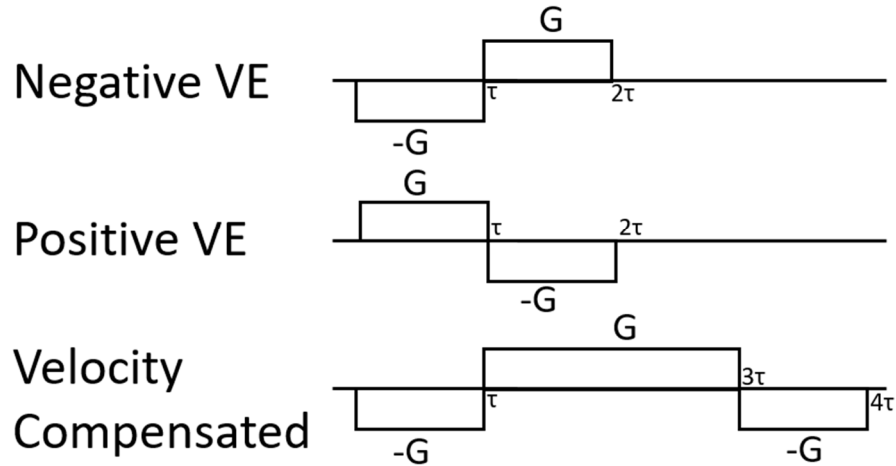 G
Negative VE
τ
2τ
-G
G
Positive VE
τ
2τ
-G
G
Velocity
3τ
τ
4τ
Compensated
-G
-G